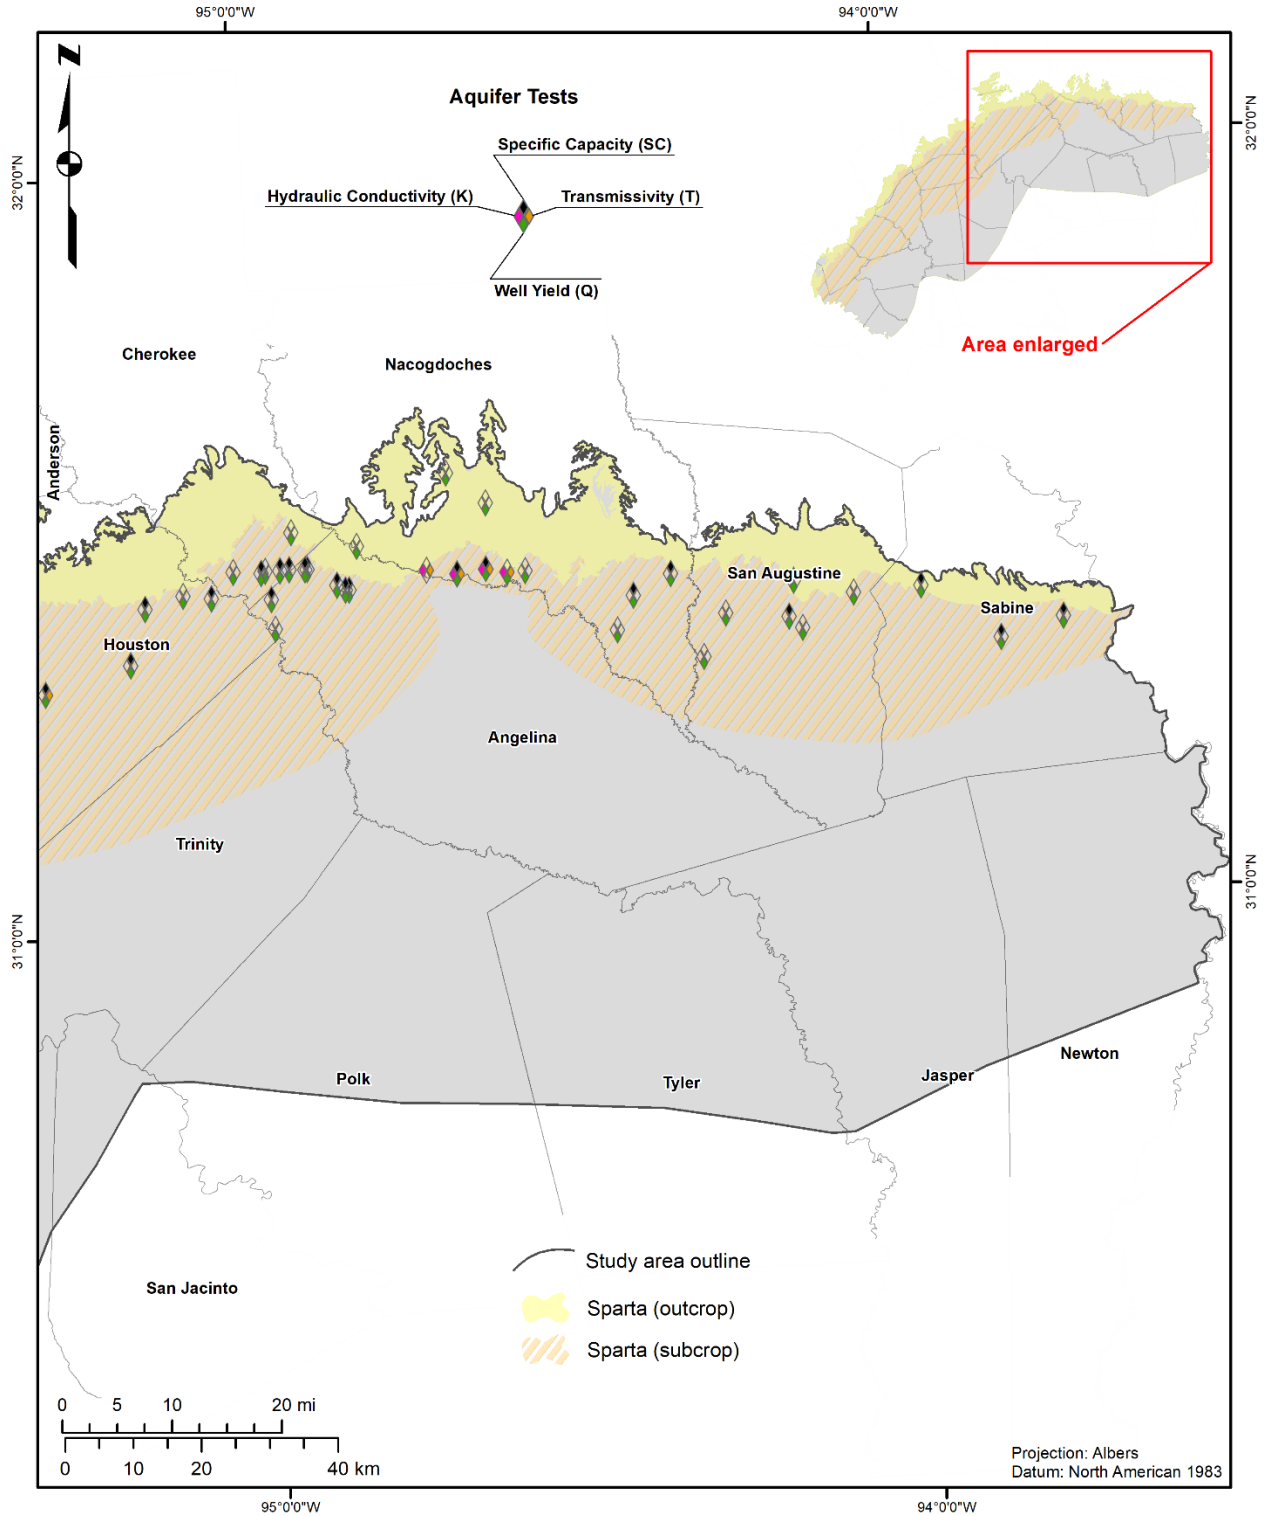 95°0'0"W
94°0'0"W
N
Aquifer Tests
Specific Capacity (SC)
Hydraulic Conductivity (K)
Transmissivity (T)
Well Yield (Q)
32°0'0"N
32°0'0"N
Area enlarged
Cherokee
Nacogdoches
Anderson
San Augustine
Sabine
Houston
Angelina
Trinity
31°0'0"N
31°0'0"N
Newton
Polk
Tyler
Jasper
San Jacinto
Study area outline
Sparta (outcrop)
Sparta (subcrop)
0 5 10 20 mi
0 10 20 40 km
Projection: Albers
Datum: North American 1983
95°0'0"W
94°0'0"W